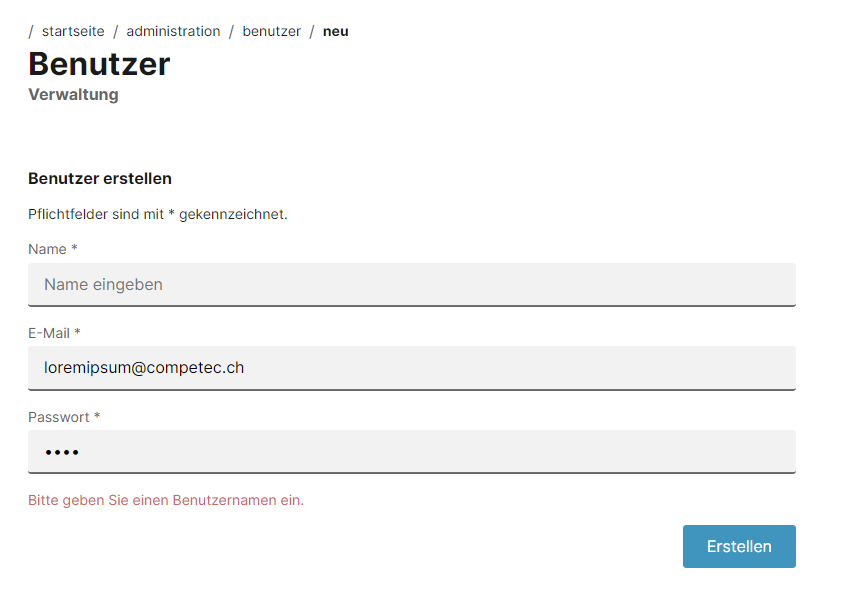 / startseite / administration / benutzer / neu
Benutzer
Verwaltung
Benutzer erstellen
Pflichtfelder sind mit * gekennzeichnet.
Name *
Name eingeben
E-Mail *
loremipsum@competec.ch
Passwort *
••••
Bitte geben Sie einen Benutzernamen ein.
Erstellen